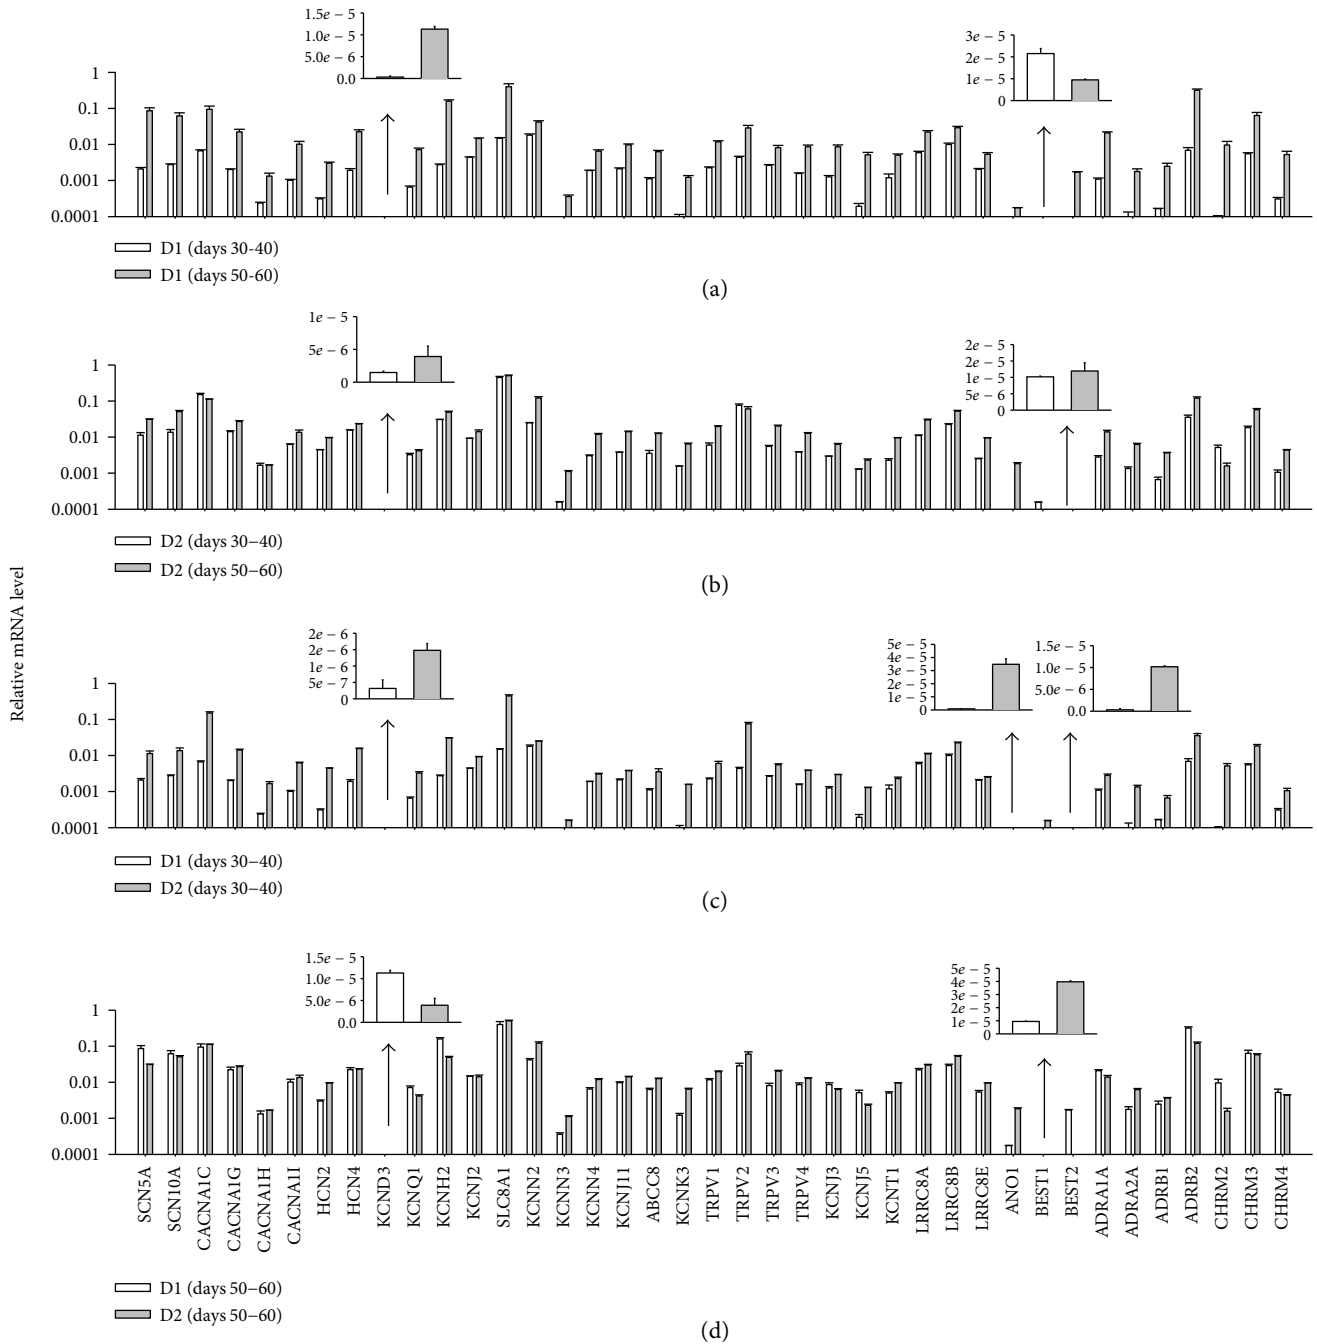 Relative mRNA level
1.5e − 5
1.0e − 5
5.0e − 6
0.0
3e − 5
2e − 5
1e − 5
0
1
0.1
0.01
0.001
0.0001
D1 (days 30-40)
D1 (days 50-60)
(a)
1e − 5
5e − 6
0
2e − 5
2e − 5
1e − 5
5e − 6
0
1
0.1
0.01
0.001
0.0001
D2 (days 30−40)
D2 (days 50−60)
(b)
2e − 6
2e − 6
1e − 6
5e − 7
0
5e − 5
4e − 5
3e − 5
2e − 5
1e − 5
0
1.5e − 5
1.0e − 5
5.0e − 6
0.0
1
0.1
0.01
0.001
0.0001
D1 (days 30−40)
D2 (days 30−40)
(c)
1.5e − 5
1.0e − 5
5.0e − 6
0.0
5e − 5
4e − 5
3e − 5
2e − 5
1e − 5
0
1
0.1
0.01
0.001
0.0001
SCN5A
SCN10A
CACNA1C
CACNA1G
CACNA1H
CACNA1I
HCN2
HCN4
KCND3
KCNQ1
KCNH2
KCNJ2
SLC8A1
KCNN2
KCNN3
KCNN4
KCNJ11
ABCC8
KCNK3
TRPV1
TRPV2
TRPV3
TRPV4
KCNJ3
KCNJ5
KCNT1
LRRC8A
LRRC8B
LRRC8E
ANO1
BEST1
BEST2
ADRA1A
ADRA2A
ADRB1
ADRB2
CHRM2
CHRM3
CHRM4
D1 (days 50−60)
D2 (days 50−60)
(d)